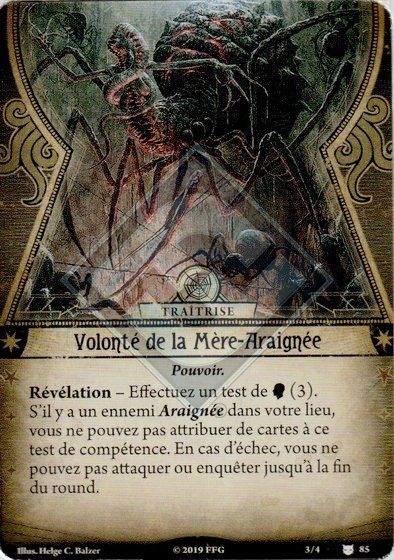 TRAÎTRISE
Volonté de la Mère-Araignée
Pouvoir.
Révélation – Effectuez un test de (3).
S'il y a un ennemi Araignée dans votre lieu,
vous ne pouvez pas attribuer de cartes à ce
test de compétence. En cas d'échec, vous ne
pouvez pas attaquer ou enquêter jusqu'à la fin
du round.
Illus. Helge C. Balzer © 2019 FFG 3/4 85